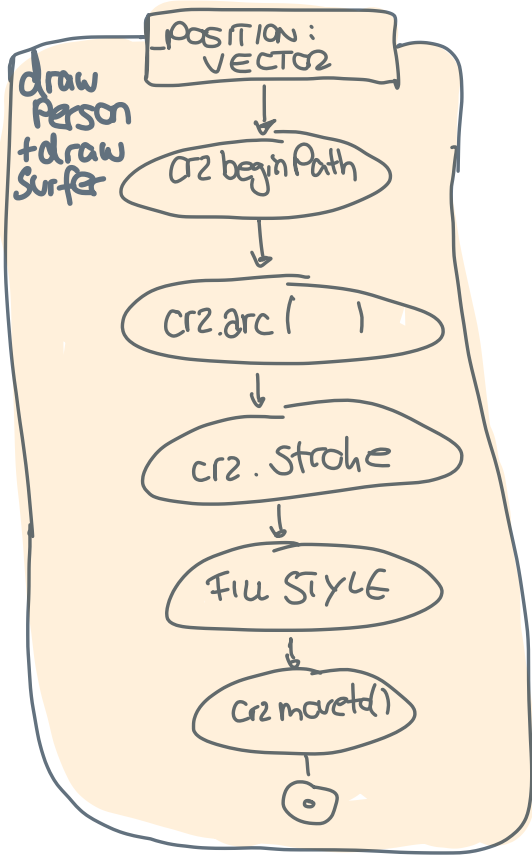 _POSITION:
VECTOR2
draw
Person
+draw
Surfer
cr2 beginPath
cr2.arc( )
cr2.Stroke
FILL STYLE
cr2 moveto()